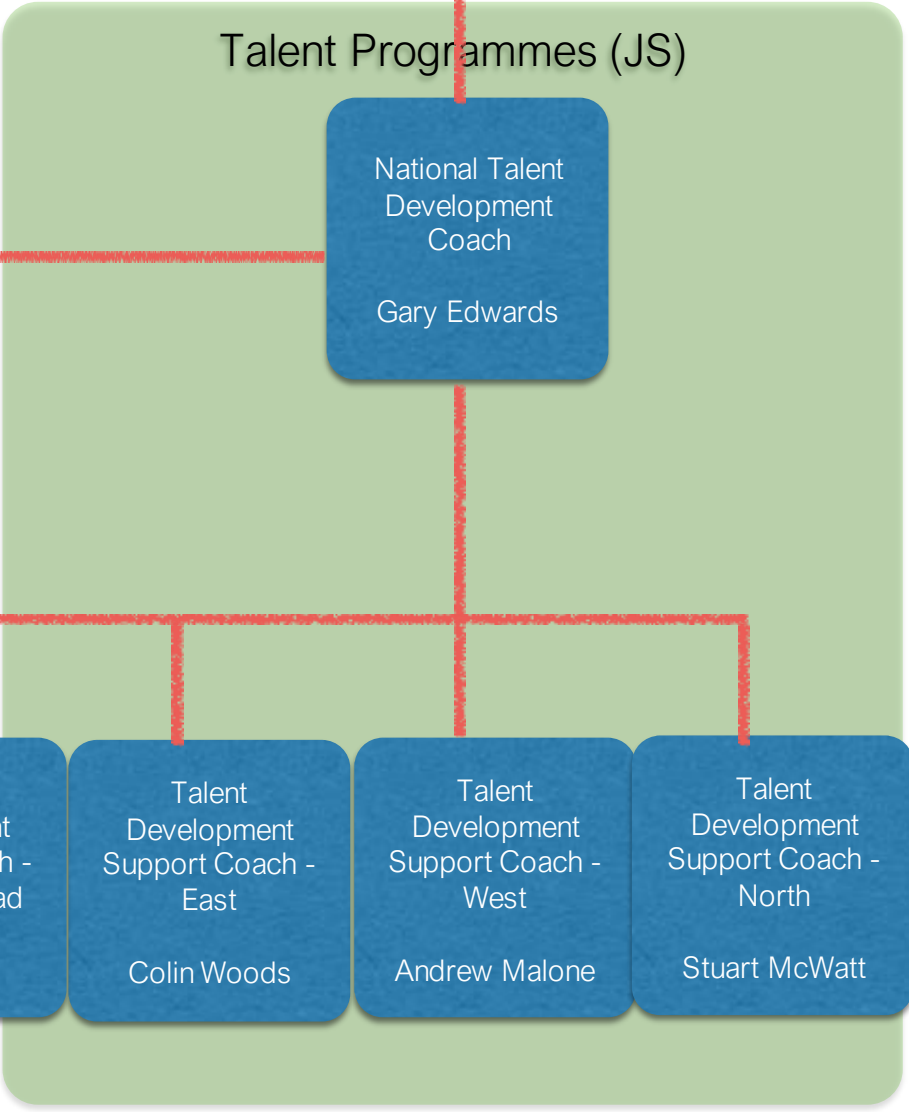 Talent Programmes (JS)
National Talent
Development
Coach
Gary Edwards
Talent
Development
Support Coach -
East
Colin Woods
Talent
Development
Support Coach -
West
Andrew Malone
Talent
Development
Support Coach -
North
Stuart McWatt